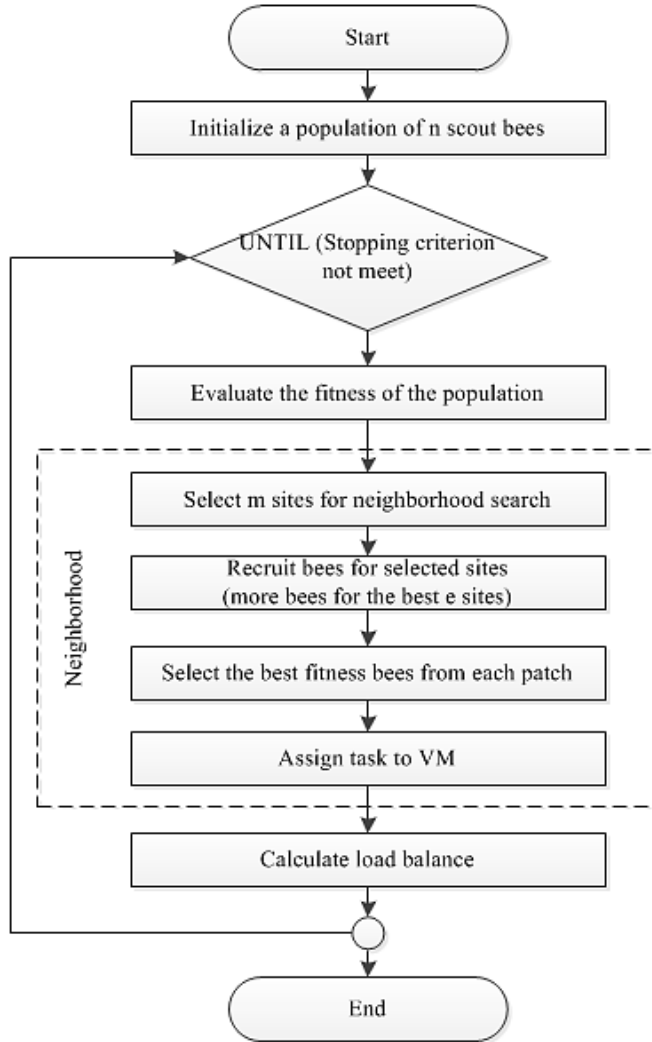 Start
Initialize a population of n scout bees
UNTIL (Stopping criterion
not meet)
Evaluate the fitness of the population
Neighborhood
Select m sites for neighborhood search
Recruit bees for selected sites
(more bees for the best e sites)
Select the best fitness bees from each patch
Assign task to VM
Calculate load balance
End